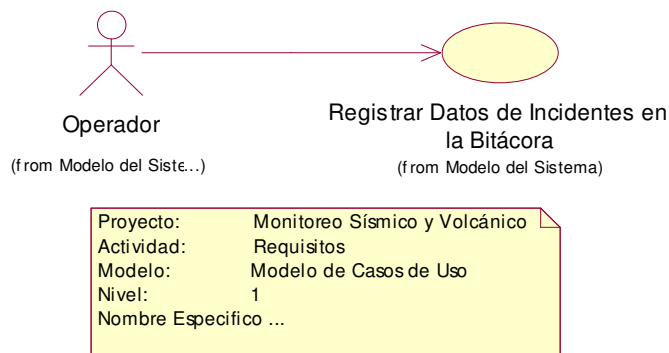 Operador
(from Modelo del Siste...)
Registrar Datos de Incidentes en
la Bitácora
(from Modelo del Sistema)
Proyecto: Monitoreo Sísmico y Volcánico
Actividad: Requisitos
Modelo: Modelo de Casos de Uso
Nivel: 1
Nombre Especifico ...